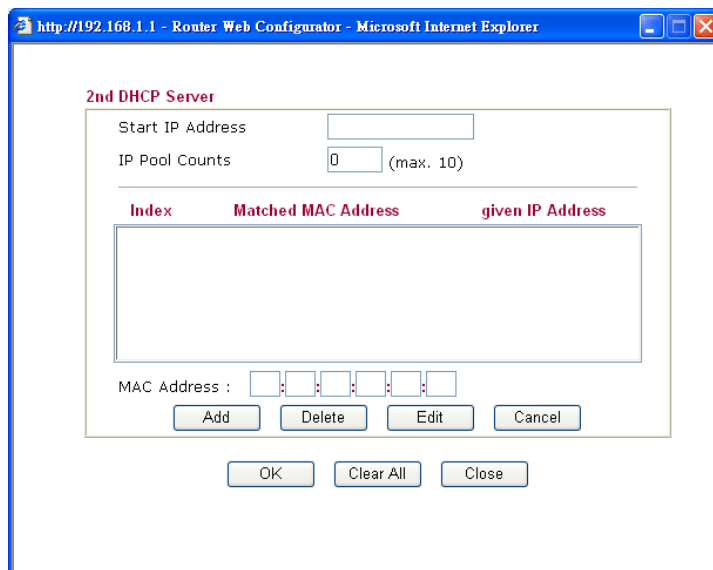 http://192.168.1.1 - Router Web Configurator - Microsoft Internet Explorer
2nd DHCP Server
Start IP Address
IP Pool Counts 0 (max. 10)
Index Matched MAC Address given IP Address
MAC Address : : : : : :
Add Delete Edit Cancel
OK Clear All Close